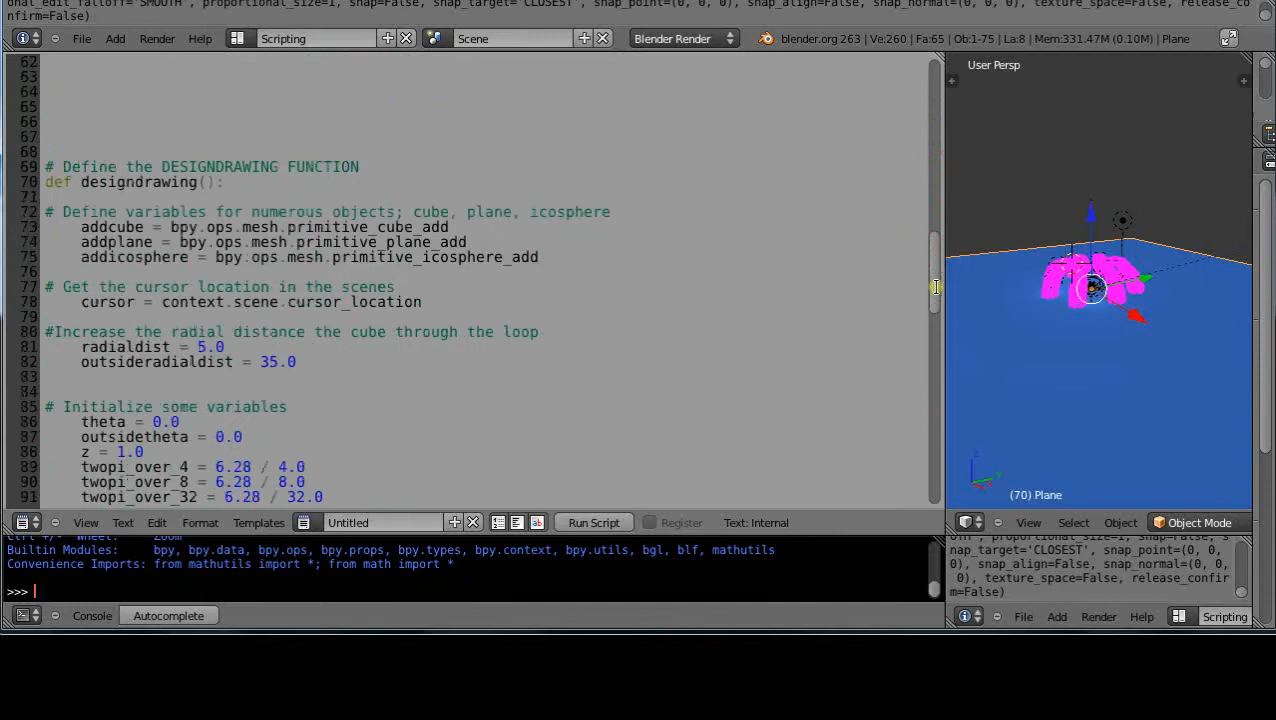 onal_edit_falloff='SMOOTH', proportional_size=1, snap=False, snap_target='CLOSEST', snap_point=(0, 0, 0), snap_align=False, snap_normal=(0, 0, 0), texture_space=False, release_co
nfirm=False)
File Add Render Help Scripting Scene Blender Render blender.org 263 | Ve:260 | Fa:65 | Ob:1-75 | La:8 | Mem:331.47M (0.10M) | Plane
62
63
64
65
66
67
68
69 # Define the DESIGNDRAWING FUNCTION
70 def designdrawing():
71
72 # Define variables for numerous objects; cube, plane, icosphere
73 addcube = bpy.ops.mesh.primitive_cube_add
74 addplane = bpy.ops.mesh.primitive_plane_add
75 addicosphere = bpy.ops.mesh.primitive_icosphere_add
76
77 # Get the cursor location in the scenes
78 cursor = context.scene.cursor_location
79
80 #Increase the radial distance the cube through the loop
81 radialdist = 5.0
82 outsideradialdist = 35.0
83
84
85 # Initialize some variables
86 theta = 0.0
87 outsidetheta = 0.0
88 z = 1.0
89 twopi_over_4 = 6.28 / 4.0
90 twopi_over_8 = 6.28 / 8.0
91 twopi_over_32 = 6.28 / 32.0
User Persp
z
y
(70) Plane
View Text Edit Format Templates Untitled Run Script Register Text: Internal
View Select Object Object Mode
Ctrl +/- Wheel: Zoom
Builtin Modules: bpy, bpy.data, bpy.ops, bpy.props, bpy.types, bpy.context, bpy.utils, bgl, blf, mathutils
Convenience Imports: from mathutils import *; from math import *
>>>
Console Autocomplete
off', proportional_size=1, snap=False, s
nap_target='CLOSEST', snap_point=(0, 0, 
0), snap_align=False, snap_normal=(0, 0,
0), texture_space=False, release_confir
m=False)
File Add Render Help Scripting